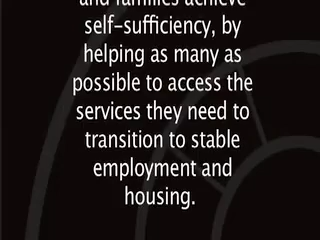 and families achieve
self-sufficiency, by
helping as many as
possible to access the
services they need to
transition to stable
employment and
housing.